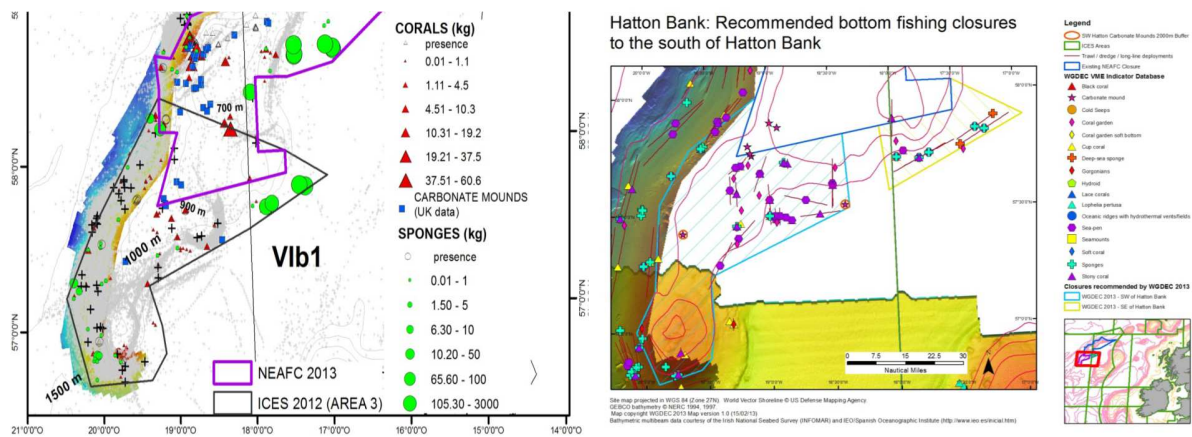 CORALS (kg)
presence
0.01 - 1.1
1.11 - 4.5
4.51 - 10.3
10.31 - 19.2
19.21 - 37.5
37.51 - 60.6
CARBONATE MOUNDS
(UK data)
SPONGES (kg)
presence
0.01 - 1
1.50 - 5
6.30 - 10
10.20 - 50
65.60 - 100
105.30 - 3000
700 m
900 m
1000 m
1500 m
VIb1
NEAFC 2013
ICES 2012 (AREA 3)
58°0'0"N
57°0'0"N
58°0'0"N
57°0'0"N
21°0'0"W
20°0'0"W
19°0'0"W
18°0'0"W
17°0'0"W
16°0'0"W
15°0'0"W
14°0'0"W
Hatton Bank: Recommended bottom fishing closures
to the south of Hatton Bank
0
7.5
15
22.5
30
Nautical Miles
Site map projected in WGS 84 (Zone 27N). World Vector Shoreline © US Defense Mapping Agency
GEBCO bathymetry © NERC 1994, 1997.
Map copyright WGDEC 2013 Map version 1.0 (15/02/13)
Bathymetric multibeam data courtesy of the Irish National Seabed Survey (INFOMAR) and IEO/Spanish Oceanographic Institute
Legend
SW Hatton Carbonate Mounds 2000m Buffer
ICES Areas
Trawl / dredge / long-line deployments
Existing NEAFC Closure
WGDEC VME Indicator Database
Black coral
Carbonate mound
Cold Seeps
Coral garden
Coral garden soft bottom
Cup coral
Deep-sea sponge
Gorgonians
Hydroid
Lace corals
Lophelia pertusa
Oceanic ridges with hydrothermal vents/fields
Sea pen
Seamounts
Soft coral
Sponges
Stony coral
Closures recommended by WGDEC 2013
WGDEC 2013 - SW of Hatton Bank
WGDEC 2013 - SE of Hatton Bank